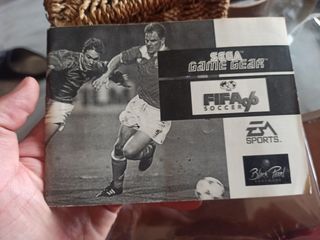 SEGA
GAME GEAR
FIFA 96
SOCCER
EA
SPORTS
Black Pearl
SOFTWARE